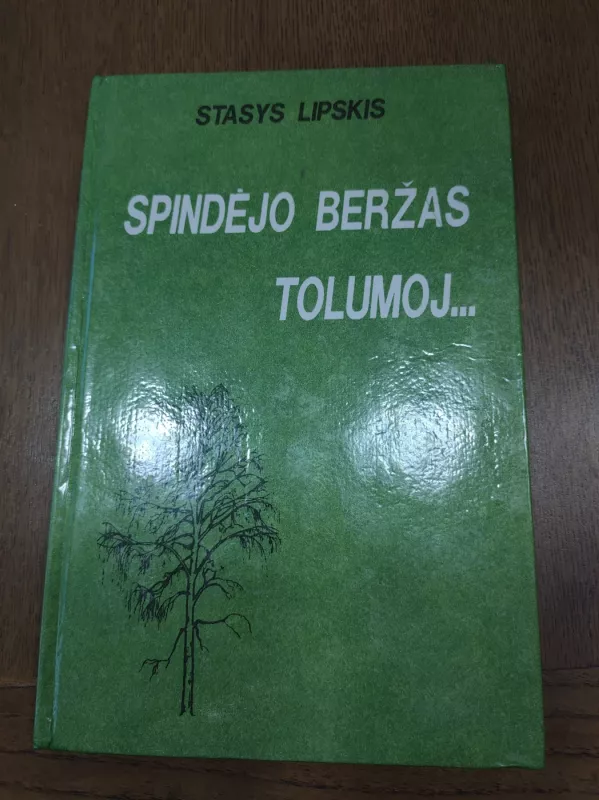 STASYS LIPSKIS
SPINDĖJO BERŽAS
TOLUMOJ...